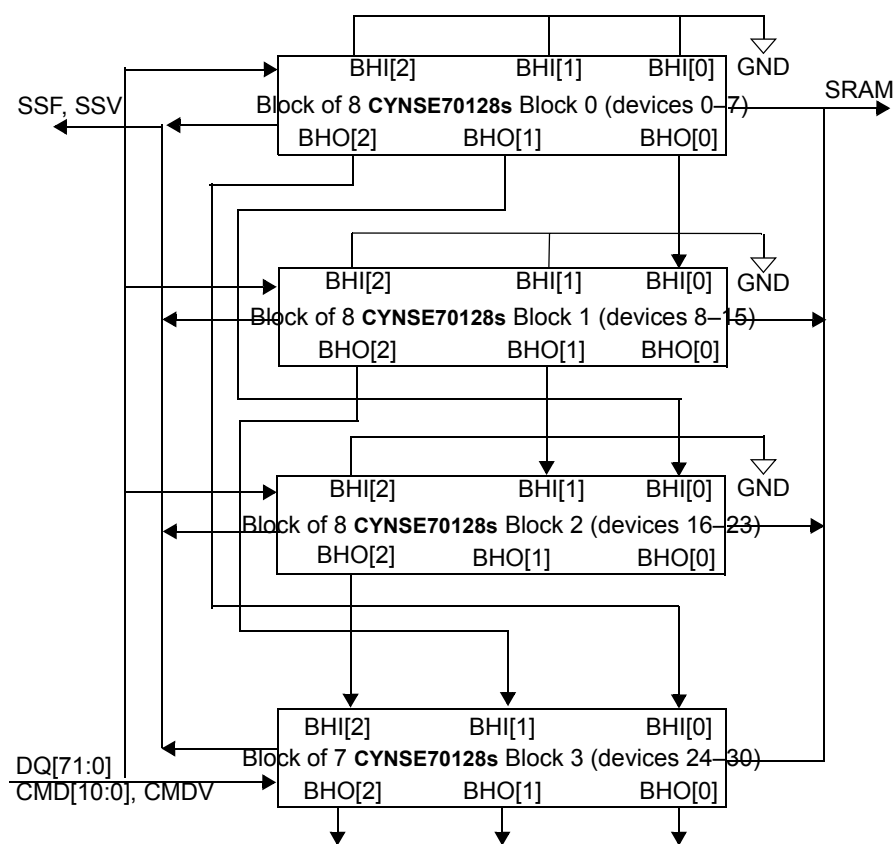 BHI[2] BHI[1] BHI[0] GND
SSF, SSV Block of 8 CYNSE70128s Block 0 (devices 0–7) SRAM
BHO[2] BHO[1] BHO[0]
BHI[2] BHI[1] BHI[0] GND
Block of 8 CYNSE70128s Block 1 (devices 8–15)
BHO[2] BHO[1] BHO[0]
BHI[2] BHI[1] BHI[0] GND
Block of 8 CYNSE70128s Block 2 (devices 16–23)
BHO[2] BHO[1] BHO[0]
BHI[2] BHI[1] BHI[0]
DQ[71:0] Block of 7 CYNSE70128s Block 3 (devices 24–30)
CMD[10:0], CMDV BHO[2] BHO[1] BHO[0]